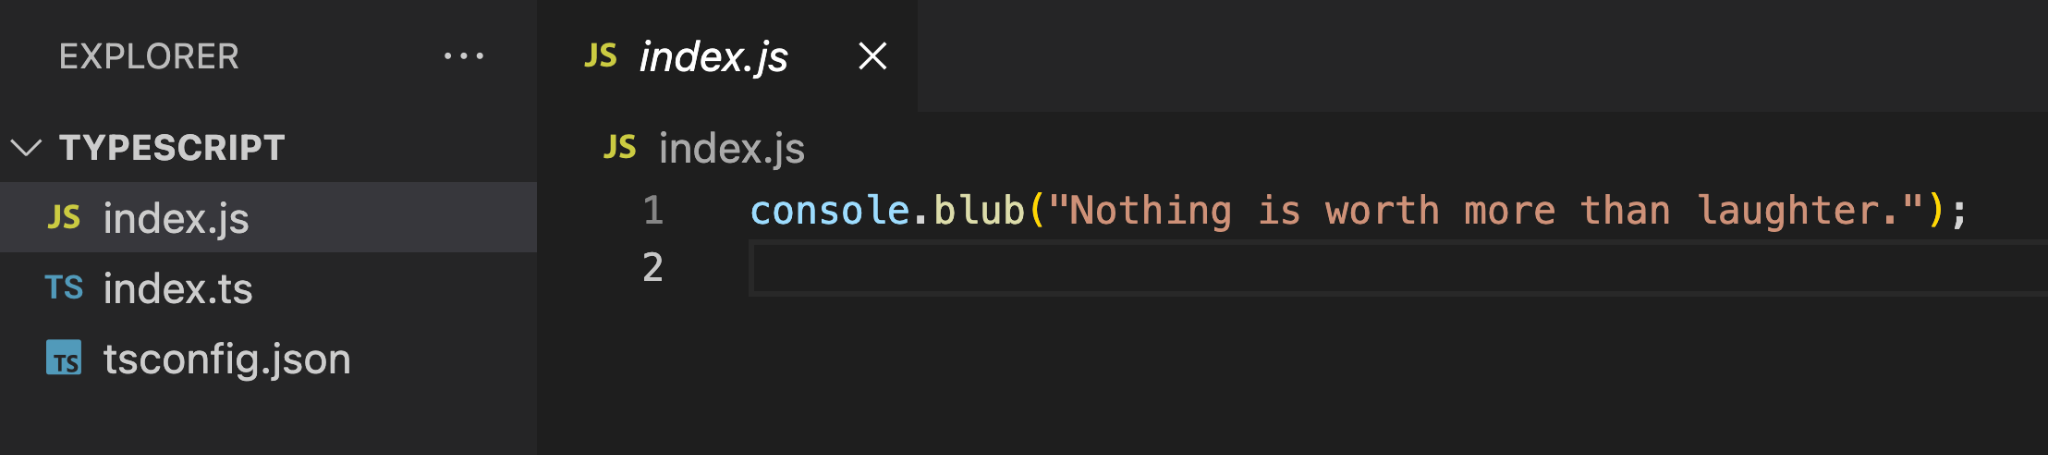 EXPLORER ...
TYPESCRIPT
JS index.js
TS index.ts
TS tsconfig.json
JS index.js ×
JS index.js
1 console.blub("Nothing is worth more than laughter.");
2